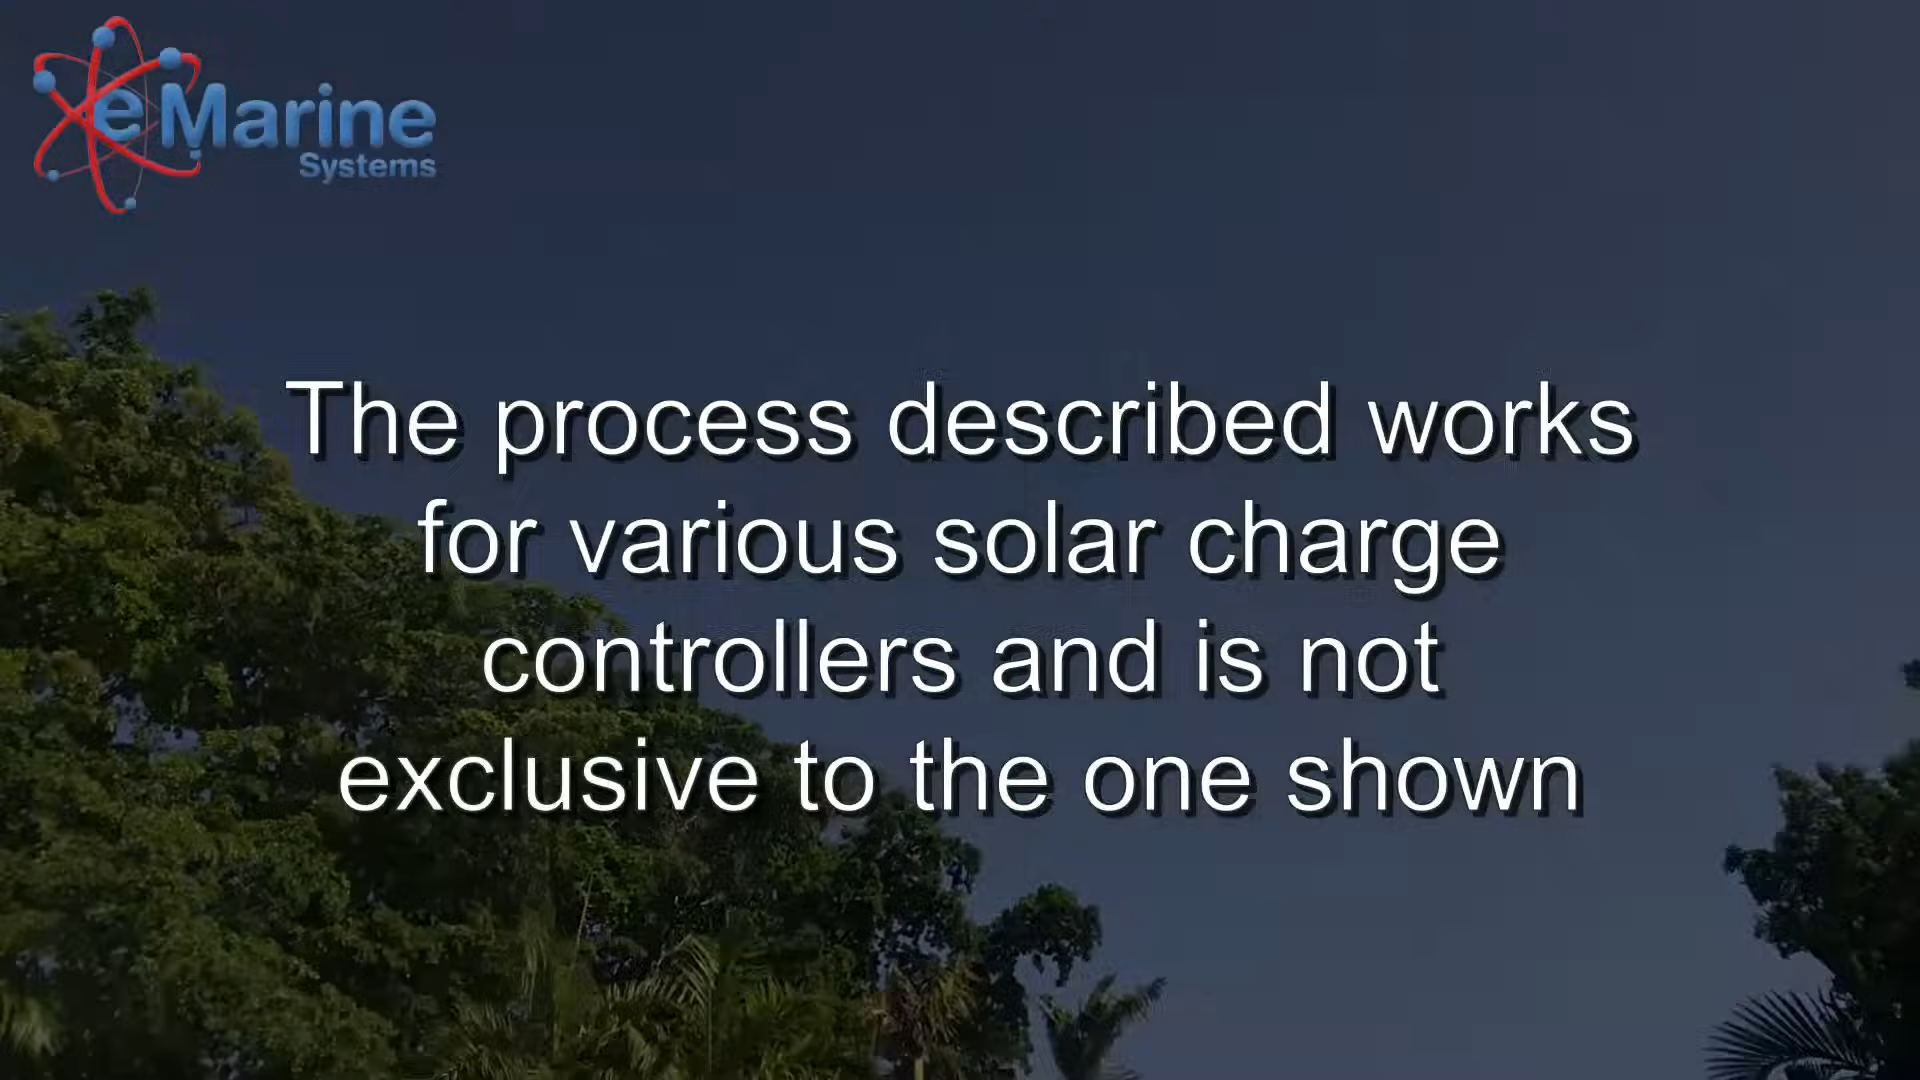 eMarine
Systems
The process described works
for various solar charge
controllers and is not
exclusive to the one shown